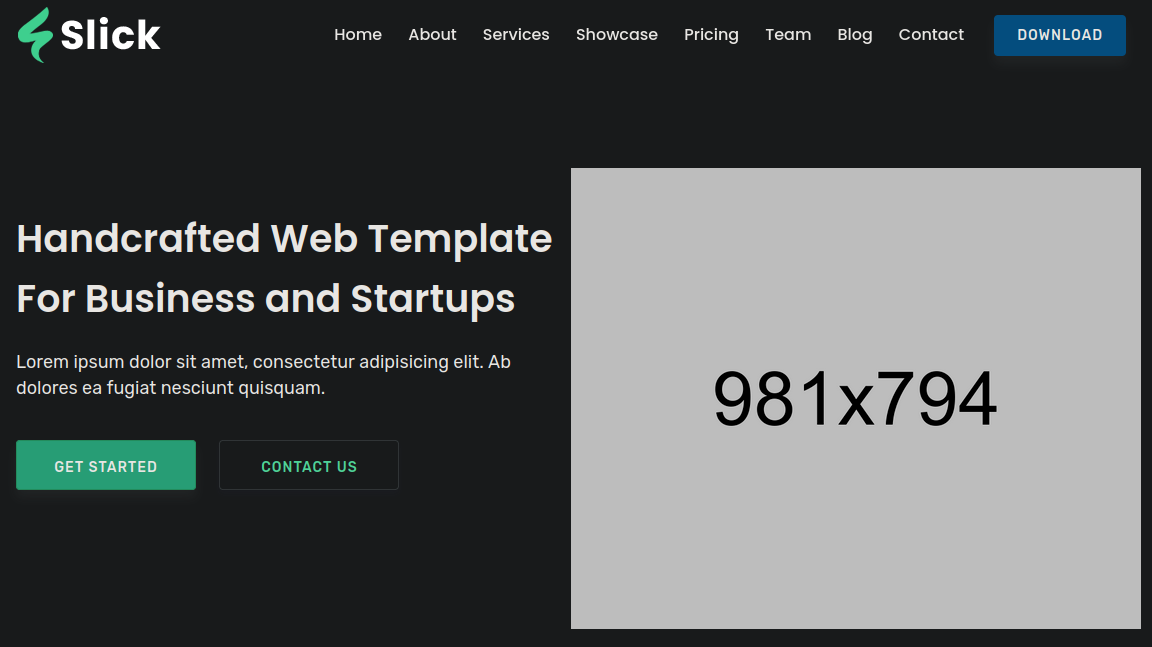 Slick
Home About Services Showcase Pricing Team Blog Contact DOWNLOAD
Handcrafted Web Template
For Business and Startups
Lorem ipsum dolor sit amet, consectetur adipisicing elit. Ab
dolores ea fugiat nesciunt quisquam.
GET STARTED CONTACT US
981x794